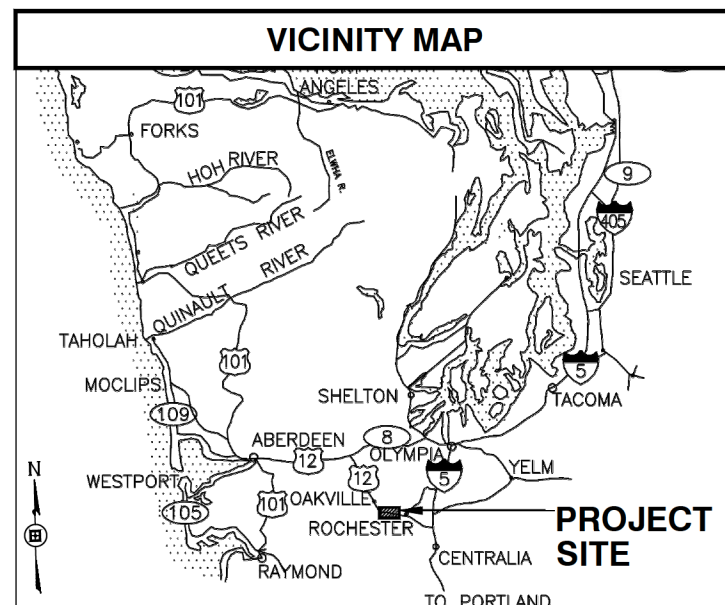 VICINITY MAP
ANGELES
101
FORKS
HOH RIVER
ELWHA R.
9
405
QUEETS RIVER
SEATTLE
QUINAULT RIVER
TAHOLAH
101
5
MOCLIPS
SHELTON
TACOMA
109
8
ABERDEEN
OLYMPIA
12
N
WESTPORT
12
5
YELM
101
OAKVILLE
105
ROCHESTER
PROJECT
SITE
CENTRALIA
RAYMOND
TO PORTLAND